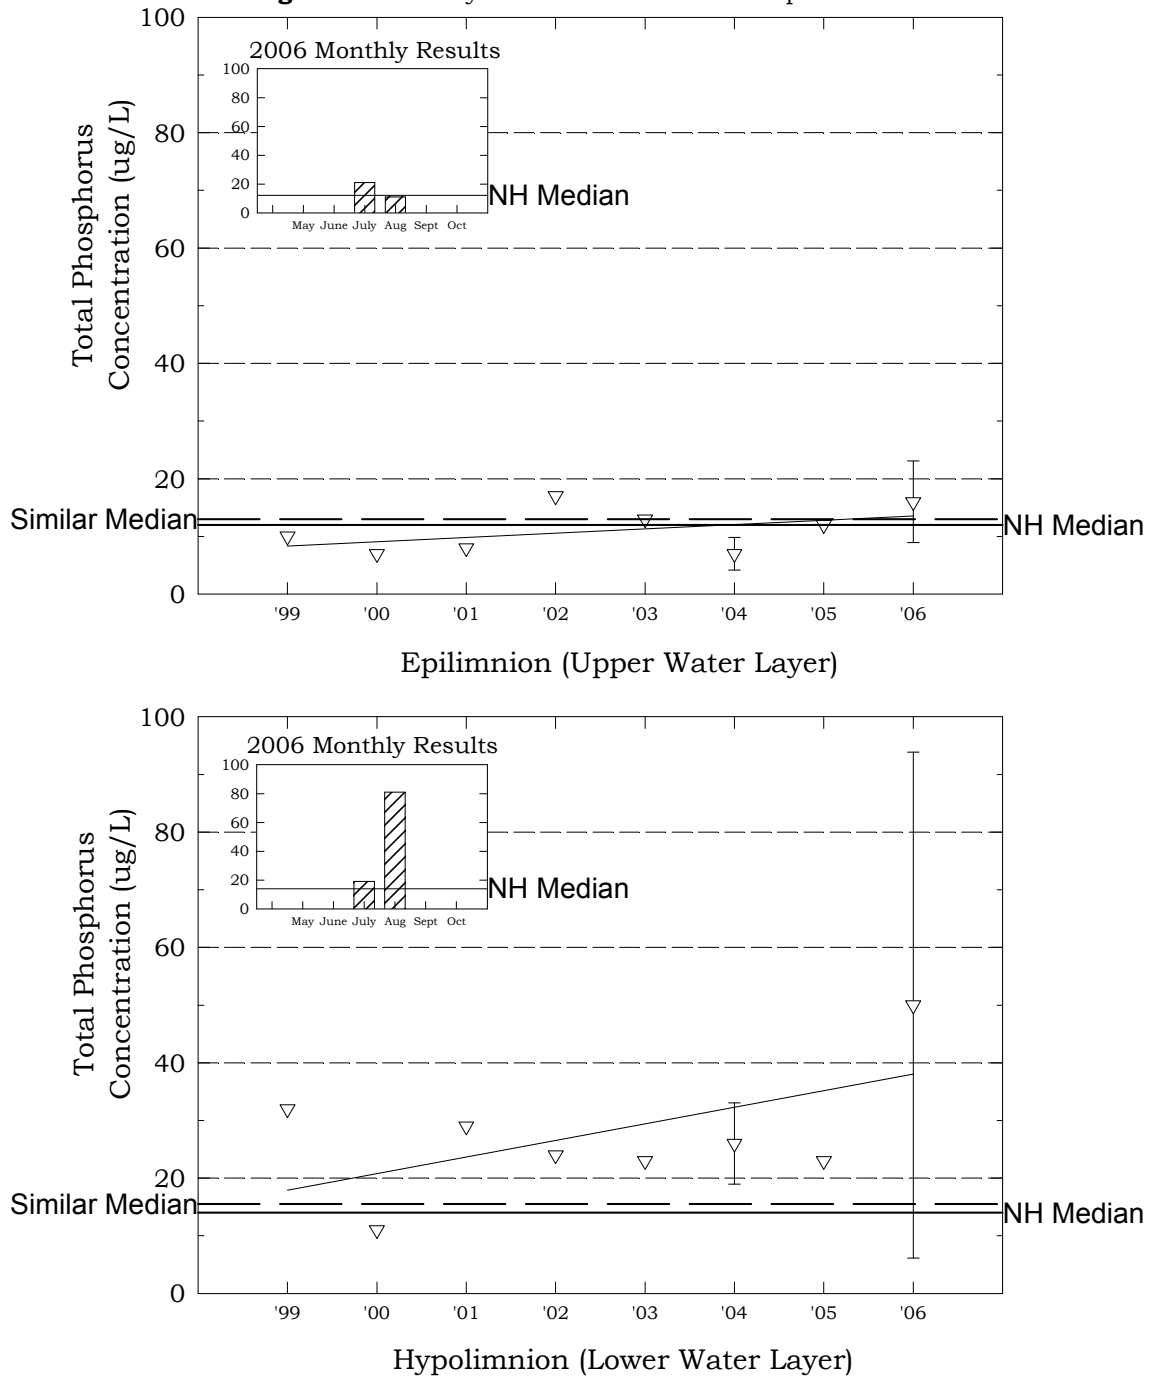 100
2006 Monthly Results
100
80
60
40
20
0
May June July Aug Sept Oct
NH Median
80
60
40
20
0
Total Phosphorus
Concentration (ug/L)
Similar Median
NH Median
'99 '00 '01 '02 '03 '04 '05 '06
Epilimnion (Upper Water Layer)
100
2006 Monthly Results
100
80
60
40
20
0
May June July Aug Sept Oct
NH Median
80
60
40
20
0
Total Phosphorus
Concentration (ug/L)
Similar Median
NH Median
'99 '00 '01 '02 '03 '04 '05 '06
Hypolimnion (Lower Water Layer)